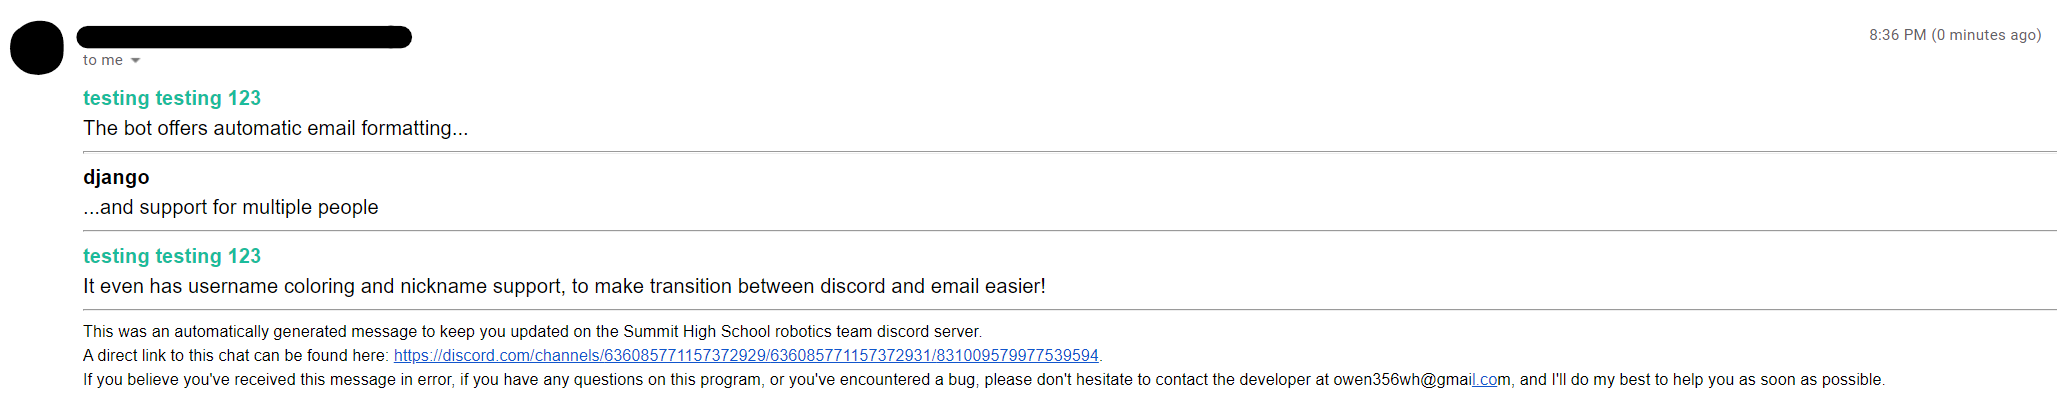 8:36 PM (0 minutes ago)
to me
testing testing 123
The bot offers automatic email formatting...
django
...and support for multiple people
testing testing 123
It even has username coloring and nickname support, to make transition between discord and email easier!
This was an automatically generated message to keep you updated on the Summit High School robotics team discord server.
A direct link to this chat can be found here: https://discord.com/channels/636085771157372929/636085771157372931/831009579977539594.
If you believe you've received this message in error, if you have any questions on this program, or you've encountered a bug, please don't hesitate to contact the developer at owen356wh@gmail.com, and I'll do my best to help you as soon as possible.